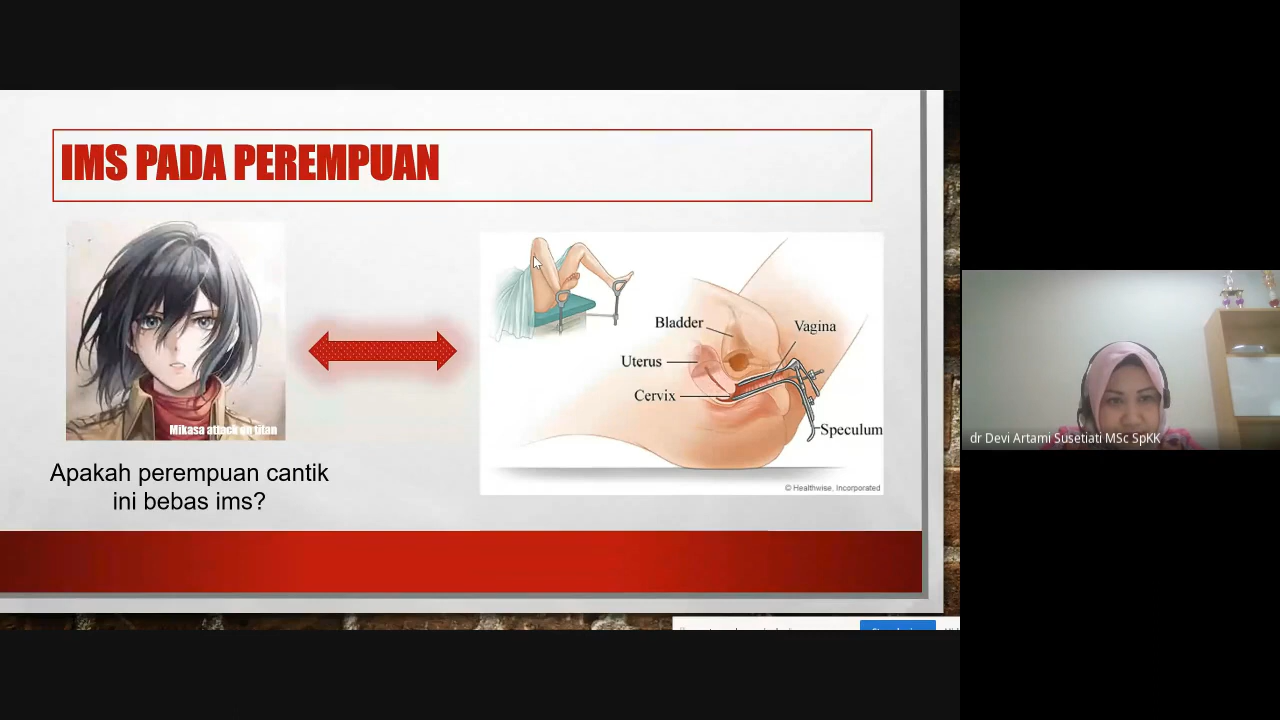 IMS PADA PEREMPUAN
Mikasa attack on titan
Apakah perempuan cantik
ini bebas ims?
Bladder
Vagina
Uterus
Cervix
Speculum
© Healthwise, Incorporated
dr Devi Artami Susetiati MSc SpKK